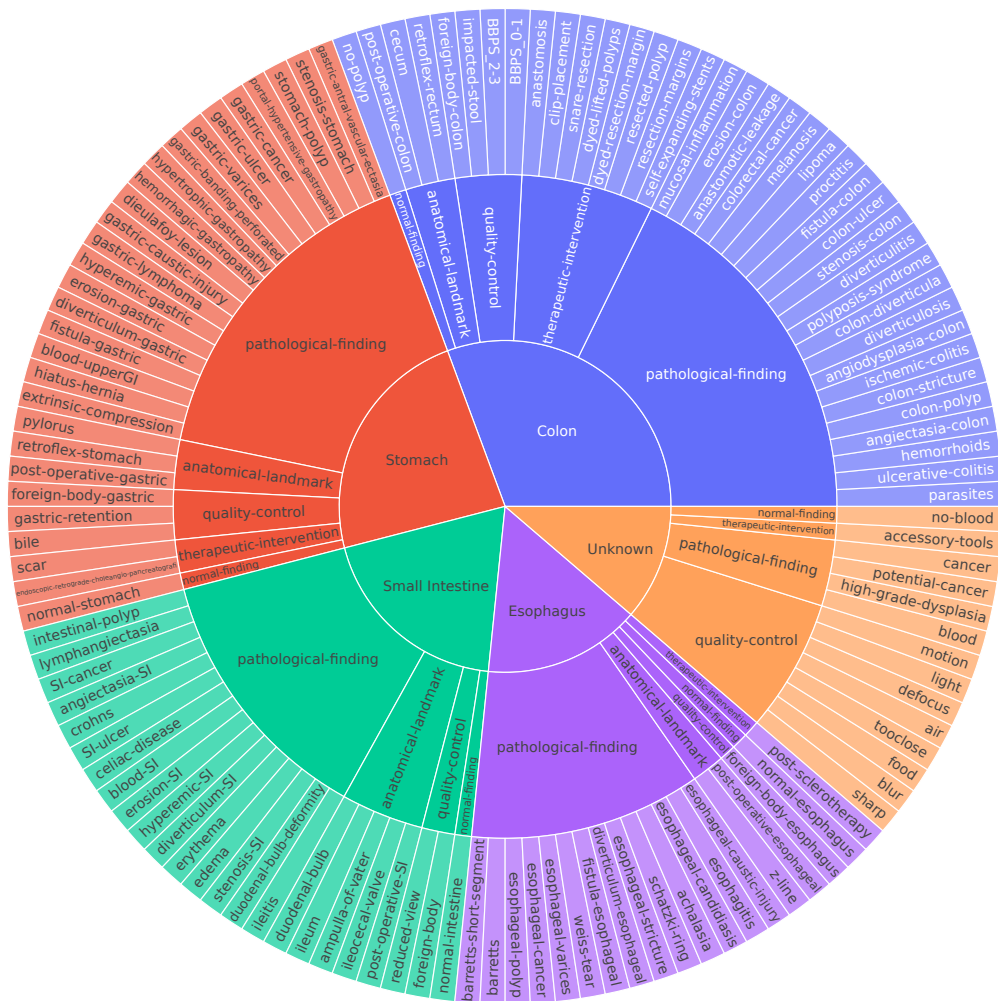 Colon
Stomach
Small Intestine
Esophagus
Unknown
pathological-finding
therapeutic-intervention
quality-control
anatomical-landmark
normal-finding
pathological-finding
anatomical-landmark
quality-control
therapeutic-intervention
normal-finding
pathological-finding
anatomical-landmark
quality-control
normal-finding
pathological-finding
anatomical-landmark
quality-control
normal-finding
therapeutic-intervention
quality-control
pathological-finding
therapeutic-intervention
normal-finding
no-polyp
post-operative-colon
cecum
retroflex-rectum
foreign-body-colon
impacted-stool
BBPS_2-3
BBPS_0-1
anastomosis
clip-placement
snare-resection
dyed-lifted-polyps
dyed-resection-margin
resected-polyp
resection-margins
self-expanding-stents
mucosal-inflammation
erosion-colon
anastomotic-leakage
colorectal-cancer
melanosis
lipoma
proctitis
fistula-colon
colon-ulcer
stenosis-colon
diverticulitis
polyposis-syndrome
colon-diverticula
diverticulosis
angiodysplasia-colon
ischemic-colitis
colon-stricture
colon-polyp
angiectasia-colon
hemorrhoids
ulcerative-colitis
parasites
no-blood
accessory-tools
cancer
potential-cancer
high-grade-dysplasia
blood
motion
light
defocus
air
tooclose
food
blur
sharp
post-sclerotherapy
normal-esophagus
foreign-body-esophagus
post-operative-esophageal
z-line
esophageal-caustic-injury
esophagitis
esophageal-candidiasis
achalasia
schatzki-ring
esophageal-stricture
diverticulum-esophageal
fistula-esophageal
weiss-tear
esophageal-varices
esophageal-cancer
esophageal-polyp
barretts
barretts-short-segment
normal-intestine
foreign-body
reduced-view
post-operative-SI
ileocecal-valve
ampulla-of-vater
ileum
duodenal-bulb
ileitis
duodenal-bulb-deformity
stenosis-SI
edema
erythema
diverticulum-SI
hyperemic-SI
erosion-SI
blood-SI
celiac-disease
SI-ulcer
crohns
angiectasia-SI
SI-cancer
lymphangiectasia
intestinal-polyp
normal-stomach
endoscopic-retrograde-choleangio-pancreatografi
scar
bile
gastric-retention
foreign-body-gastric
post-operative-gastric
retroflex-stomach
pylorus
extrinsic-compression
hiatus-hernia
blood-upperGI
fistula-gastric
diverticulum-gastric
erosion-gastric
hyperemic-gastric
gastric-lymphoma
gastric-caustic-injury
dieulafoy-lesion
hemorrhagic-gastropathy
hypertrophic-gastropathy
gastric-banding-perforated
gastric-varices
gastric-ulcer
gastric-cancer
portal-hypertensive-gastropathy
stomach-polyp
stenosis-stomach
gastric-antral-vascular-ectasia